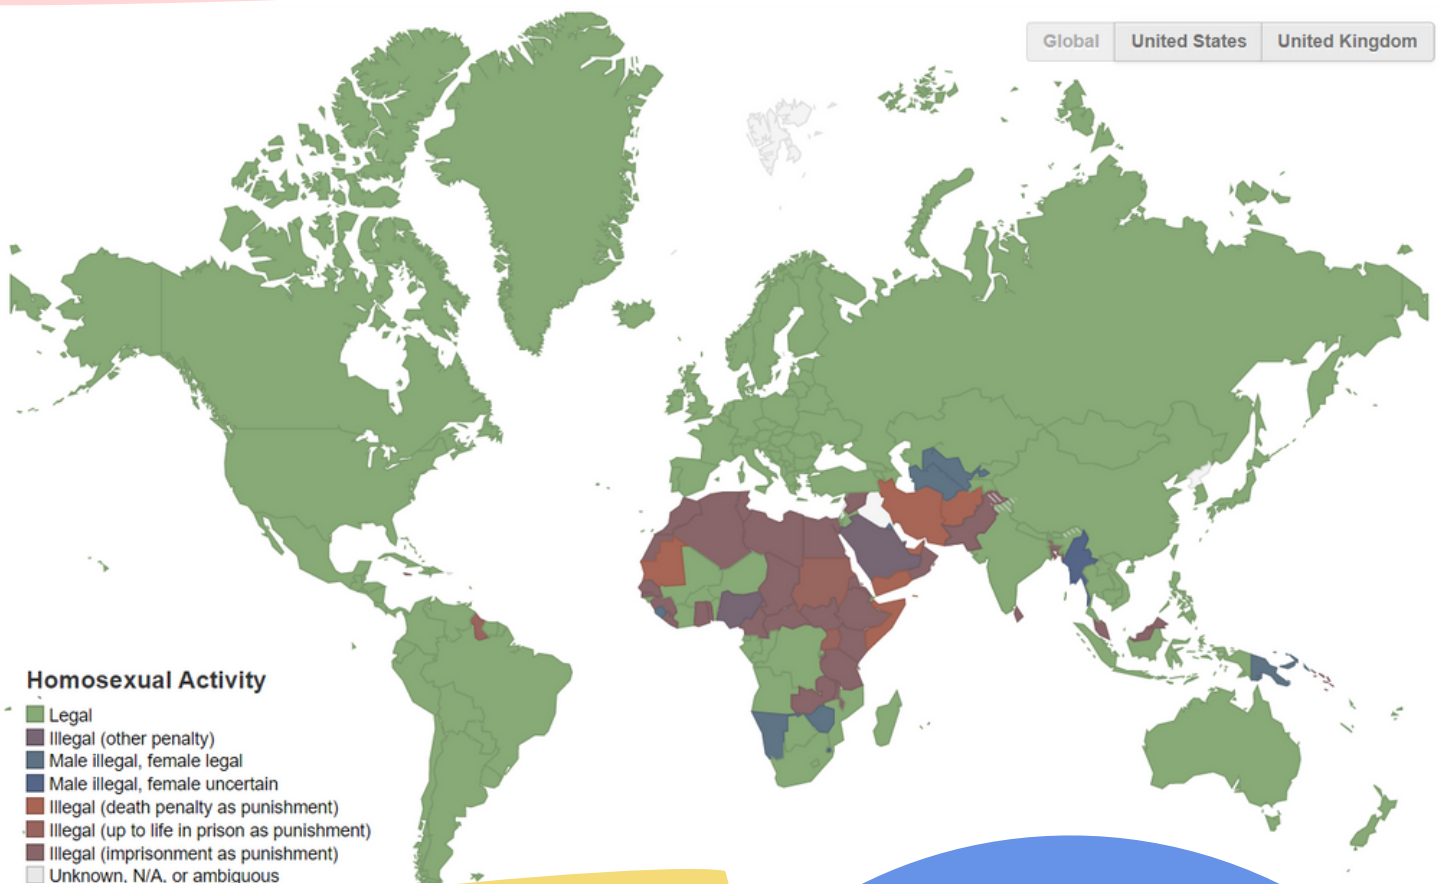 Global United States United Kingdom
Homosexual Activity
Legal
Illegal (other penalty)
Male illegal, female legal
Male illegal, female uncertain
Illegal (death penalty as punishment)
Illegal (up to life in prison as punishment)
Illegal (imprisonment as punishment)
Unknown, N/A, or ambiguous